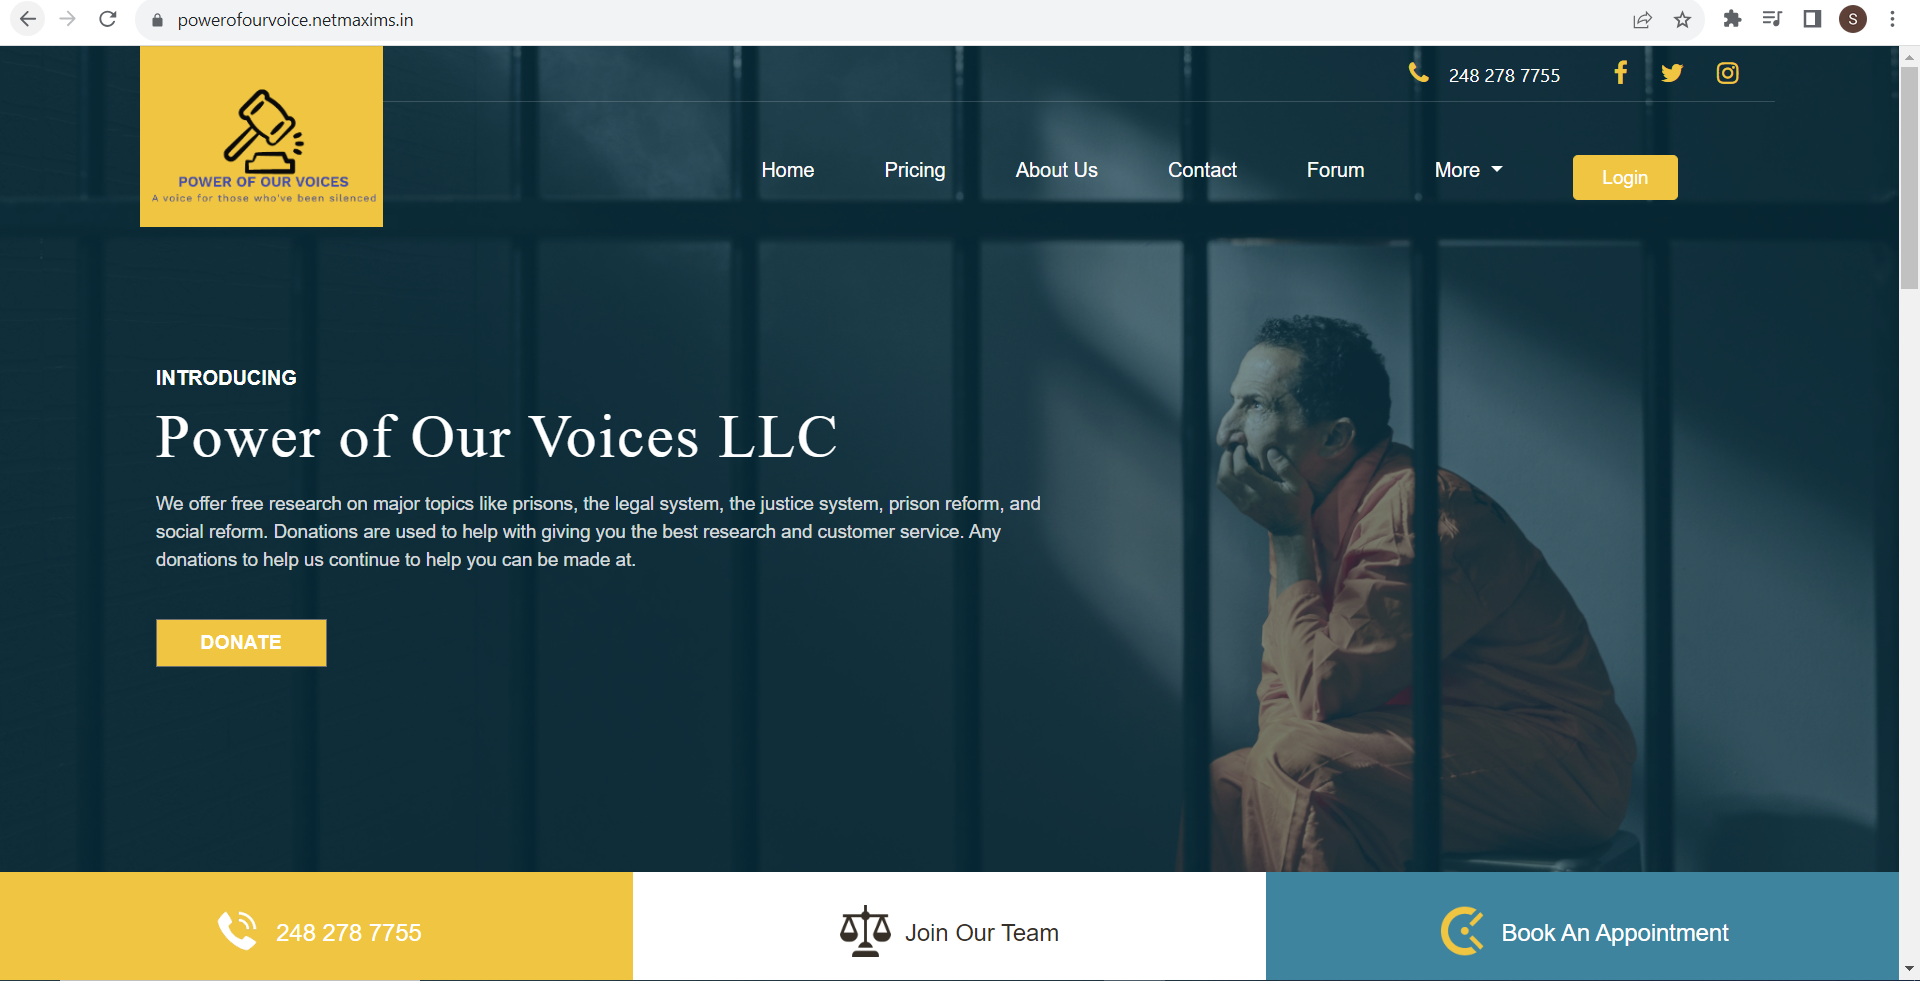 powerofourvoice.netmaxims.in
S
248 278 7755
POWER OF OUR VOICES
A voice for those who've been silenced
Home Pricing About Us Contact Forum More Login
INTRODUCING
Power of Our Voices LLC
We offer free research on major topics like prisons, the legal system, the justice system, prison reform, and
social reform. Donations are used to help with giving you the best research and customer service. Any
donations to help us continue to help you can be made at.
DONATE
248 278 7755
Join Our Team
Book An Appointment